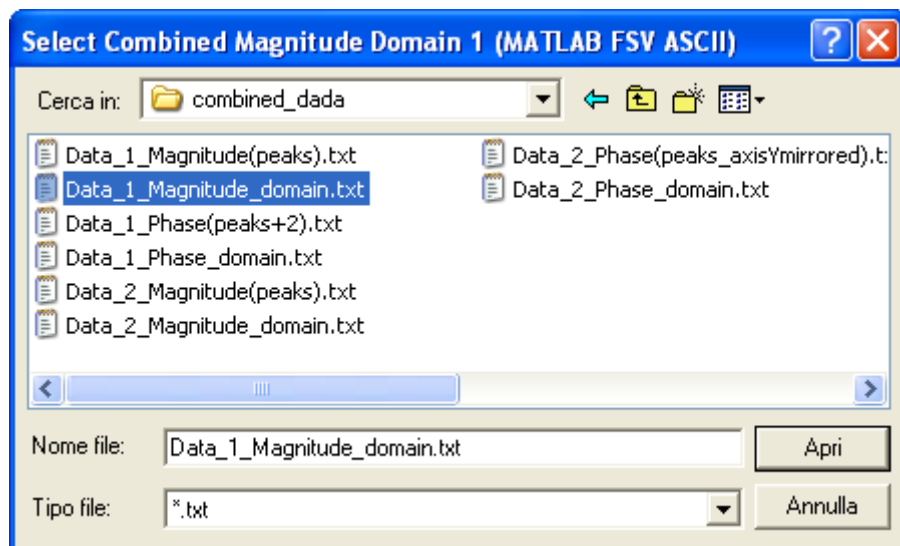 Select Combined Magnitude Domain 1 (MATLAB FSV ASCII)
Cerca in: combined_dada
Data_1_Magnitude(peaks).txt
Data_1_Magnitude_domain.txt
Data_1_Phase(peaks+2).txt
Data_1_Phase_domain.txt
Data_2_Magnitude(peaks).txt
Data_2_Magnitude_domain.txt
Data_2_Phase(peaks_axisYmirrored).t
Data_2_Phase_domain.txt
Nome file: Data_1_Magnitude_domain.txt Apri
Tipo file: *.txt Annulla